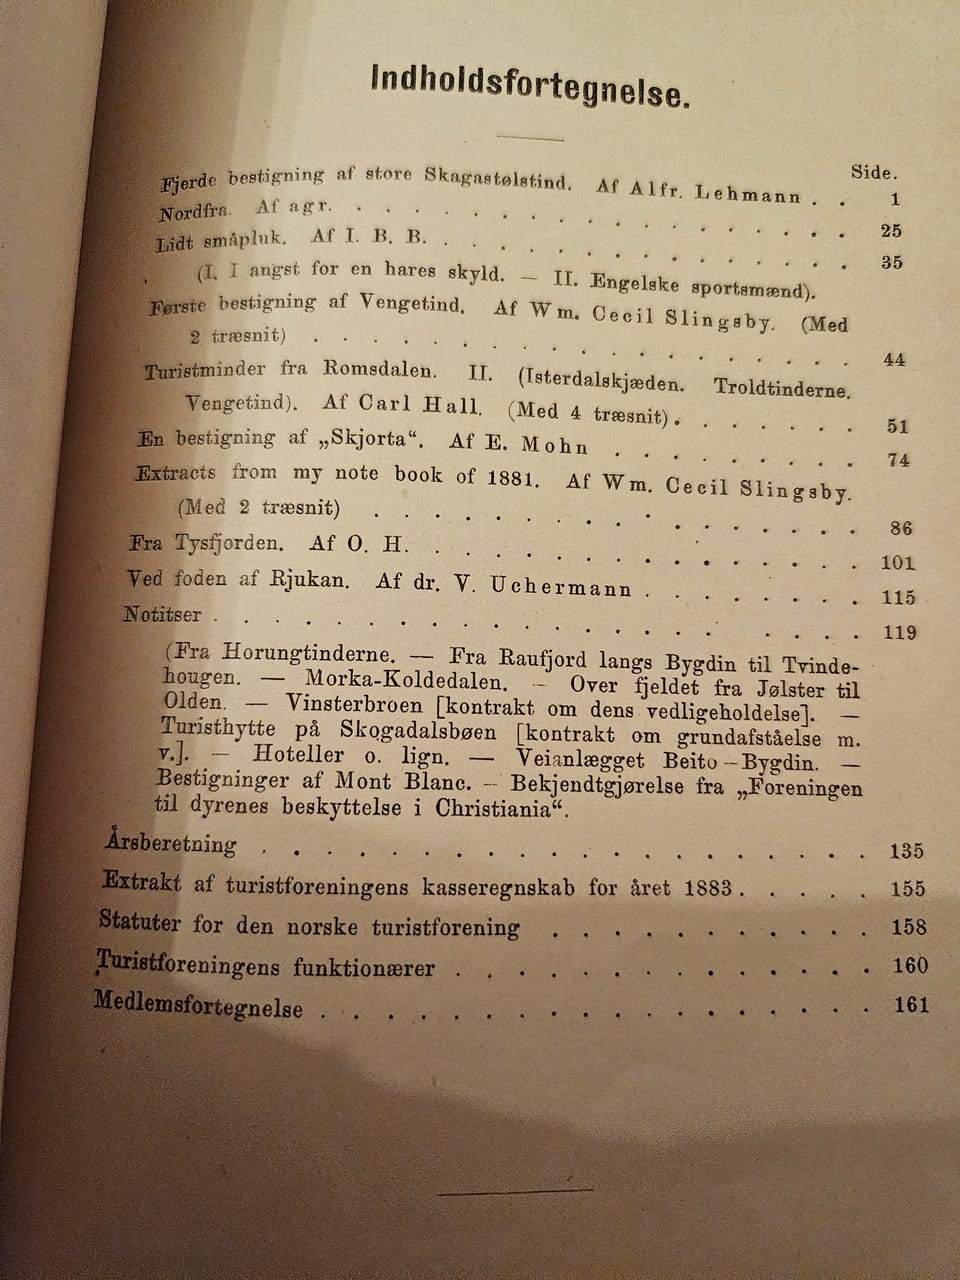 Indholdsfortegnelse.
Side.
Fjerde bestigning af store Skagastølstind. Af Alfr. Lehmann . . 1
Nordfra. Af agr. . . . . . . . . . . . . . . 25
Lidt småpluk. Af I. B. B. . . . . . . . . . . . . 35
(I. I angst for en hares skyld. — II. Engelske sportsmænd).
Første bestigning af Vengetind. Af Wm. Cecil Slingsby. (Med
2 træsnit) . . . . . . . . . . . . . . . . . . 44
Turistminder fra Romsdalen. II. (Isterdalskjæden. Troldtinderne.
Vengetind). Af Carl Hall. (Med 4 træsnit) . . . . . . . 51
En bestigning af „Skjorta“. Af E. Mohn . . . . . . . . . 74
Extracts from my note book of 1881. Af Wm. Cecil Slingsby.
(Med 2 træsnit) . . . . . . . . . . . . . . . . 86
Fra Tysfjorden. Af O. H. . . . . . . . . . . . . . . . 101
Ved foden af Rjukan. Af dr. V. Uchermann . . . . . . . . 115
Notitser . . . . . . . . . . . . . . . . . . . . . 119
(Fra Horungtinderne. — Fra Raufjord langs Bygdin til Tvinde-
hougen. — Morka-Koldedalen. — Over fjeldet fra Jølster til
Olden. — Vinsterbroen [kontrakt om dens vedligeholdelse]. —
Turisthytte på Skogadalsbøen [kontrakt om grundafståelse m.
v.]. — Hoteller o. lign. — Veianlægget Beito—Bygdin. —
Bestigninger af Mont Blanc. — Bekjendtgjørelse fra „Foreningen
til dyrenes beskyttelse i Christiania“.
Årsberetning . . . . . . . . . . . . . . . . . . . 135
Extrakt af turistforeningens kasseregnskab for året 1883 . . . . . 155
Statuter for den norske turistforening . . . . . . . . . . . 158
Turistforeningens funktionærer . . . . . . . . . . . . . . 160
Medlemsfortegnelse . . . . . . . . . . . . . . . . . . 161